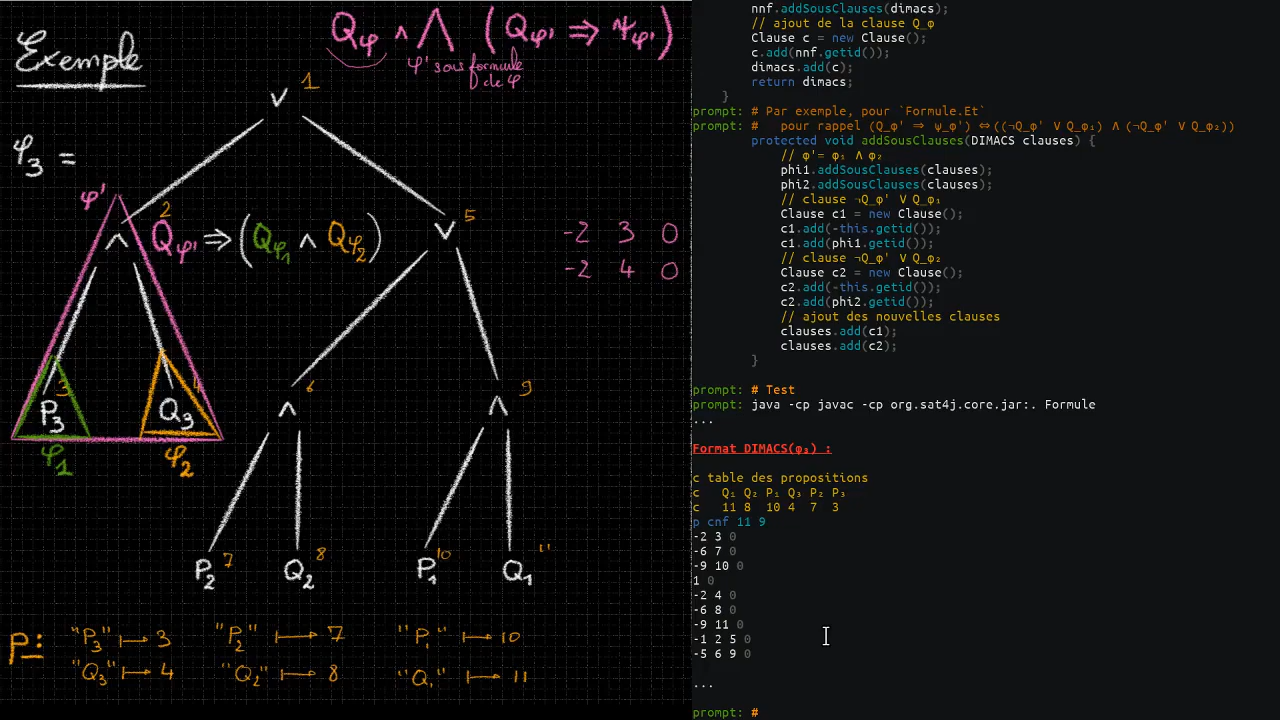 Exemple
Qφ ∧ ⋀ (Qφ' ⇒ Ψφ')
φ' sous formule
de φ
1
∨
φ3 =
φ'
2
5
∧
Qφ' ⇒ (Qφ1 ∧ Qφ2)
∨
-2 3 0
-2 4 0
3
4
6
9
P3
Q3
∧
∧
φ1
φ2
P2 7
Q2 8
P1 10
Q1 11
P: "P3" ↦ 3 "P2" ↦ 7 "P1" ↦ 10
"Q3" ↦ 4 "Q2" ↦ 8 "Q1" ↦ 11
nnf.addSousClauses(dimacs);
// ajout de la clause Q_φ
Clause c = new Clause();
c.add(nnf.getid());
dimacs.add(c);
return dimacs;
}
prompt: # Par exemple, pour `Formule.Et`
prompt: #   pour rappel (Q_φ' ⇒ ψ_φ') ⇔ ((¬Q_φ' ∨ Q_φ₁) ∧ (¬Q_φ' ∨ Q_φ₂))
protected void addSousClauses(DIMACS clauses) {
// φ'= φ₁ ∧ φ₂
phi1.addSousClauses(clauses);
phi2.addSousClauses(clauses);
// clause ¬Q_φ' ∨ Q_φ₁
Clause c1 = new Clause();
c1.add(-this.getid());
c1.add(phi1.getid());
// clause ¬Q_φ' ∨ Q_φ₂
Clause c2 = new Clause();
c2.add(-this.getid());
c2.add(phi2.getid());
// ajout des nouvelles clauses
clauses.add(c1);
clauses.add(c2);
}
prompt: # Test
prompt: java -cp javac -cp org.sat4j.core.jar:. Formule
...
Format DIMACS(φ₃) :
c table des propositions
c   Q₁ Q₂ P₁ Q₃ P₂ P₃
c   11 8  10 4  7  3
p cnf 11 9
-2 3 0
-6 7 0
-9 10 0
1 0
-2 4 0
-6 8 0
-9 11 0
-1 2 5 0
-5 6 9 0
...
prompt: #